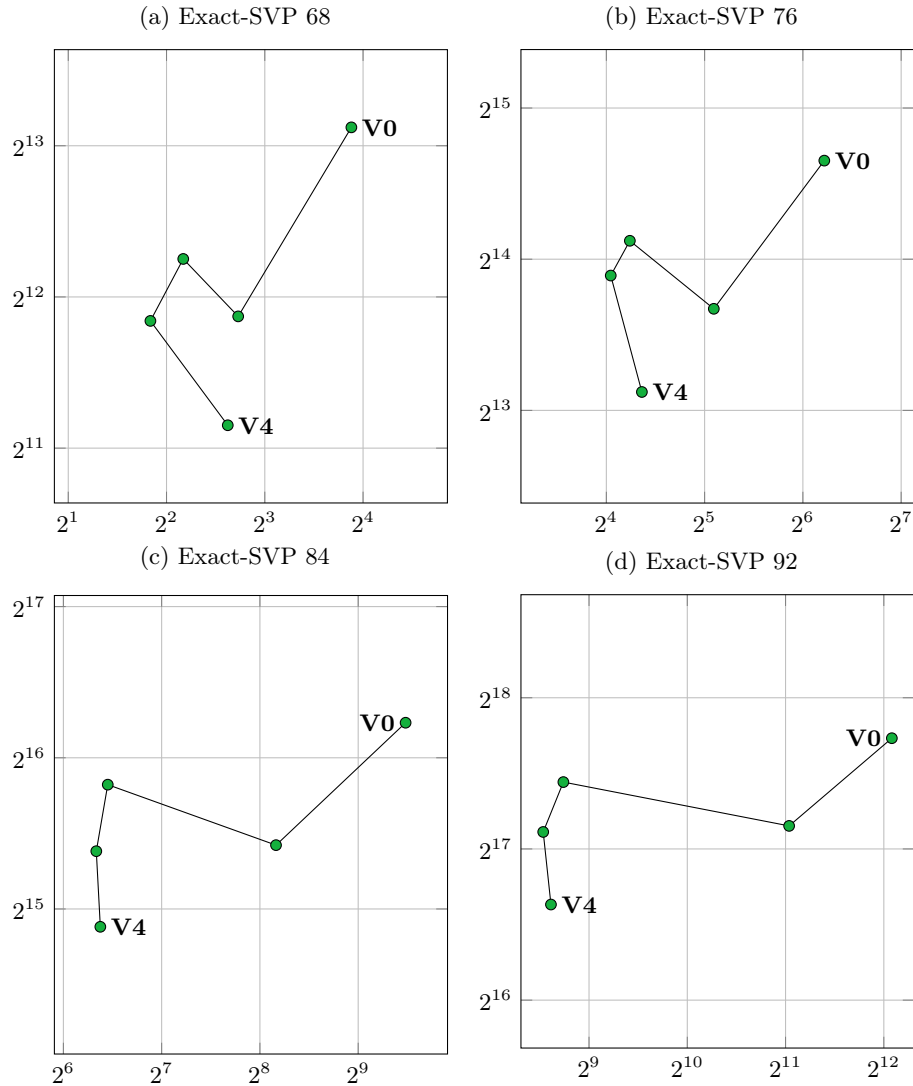 (a) Exact-SVP 68
2^13
2^12
2^11
V0
V4
2^1 2^2 2^3 2^4
(b) Exact-SVP 76
2^15
2^14
2^13
V0
V4
2^4 2^5 2^6 2^7
(c) Exact-SVP 84
2^17
2^16
2^15
V0
V4
2^6 2^7 2^8 2^9
(d) Exact-SVP 92
2^18
2^17
2^16
V0
V4
2^9 2^10 2^11 2^12